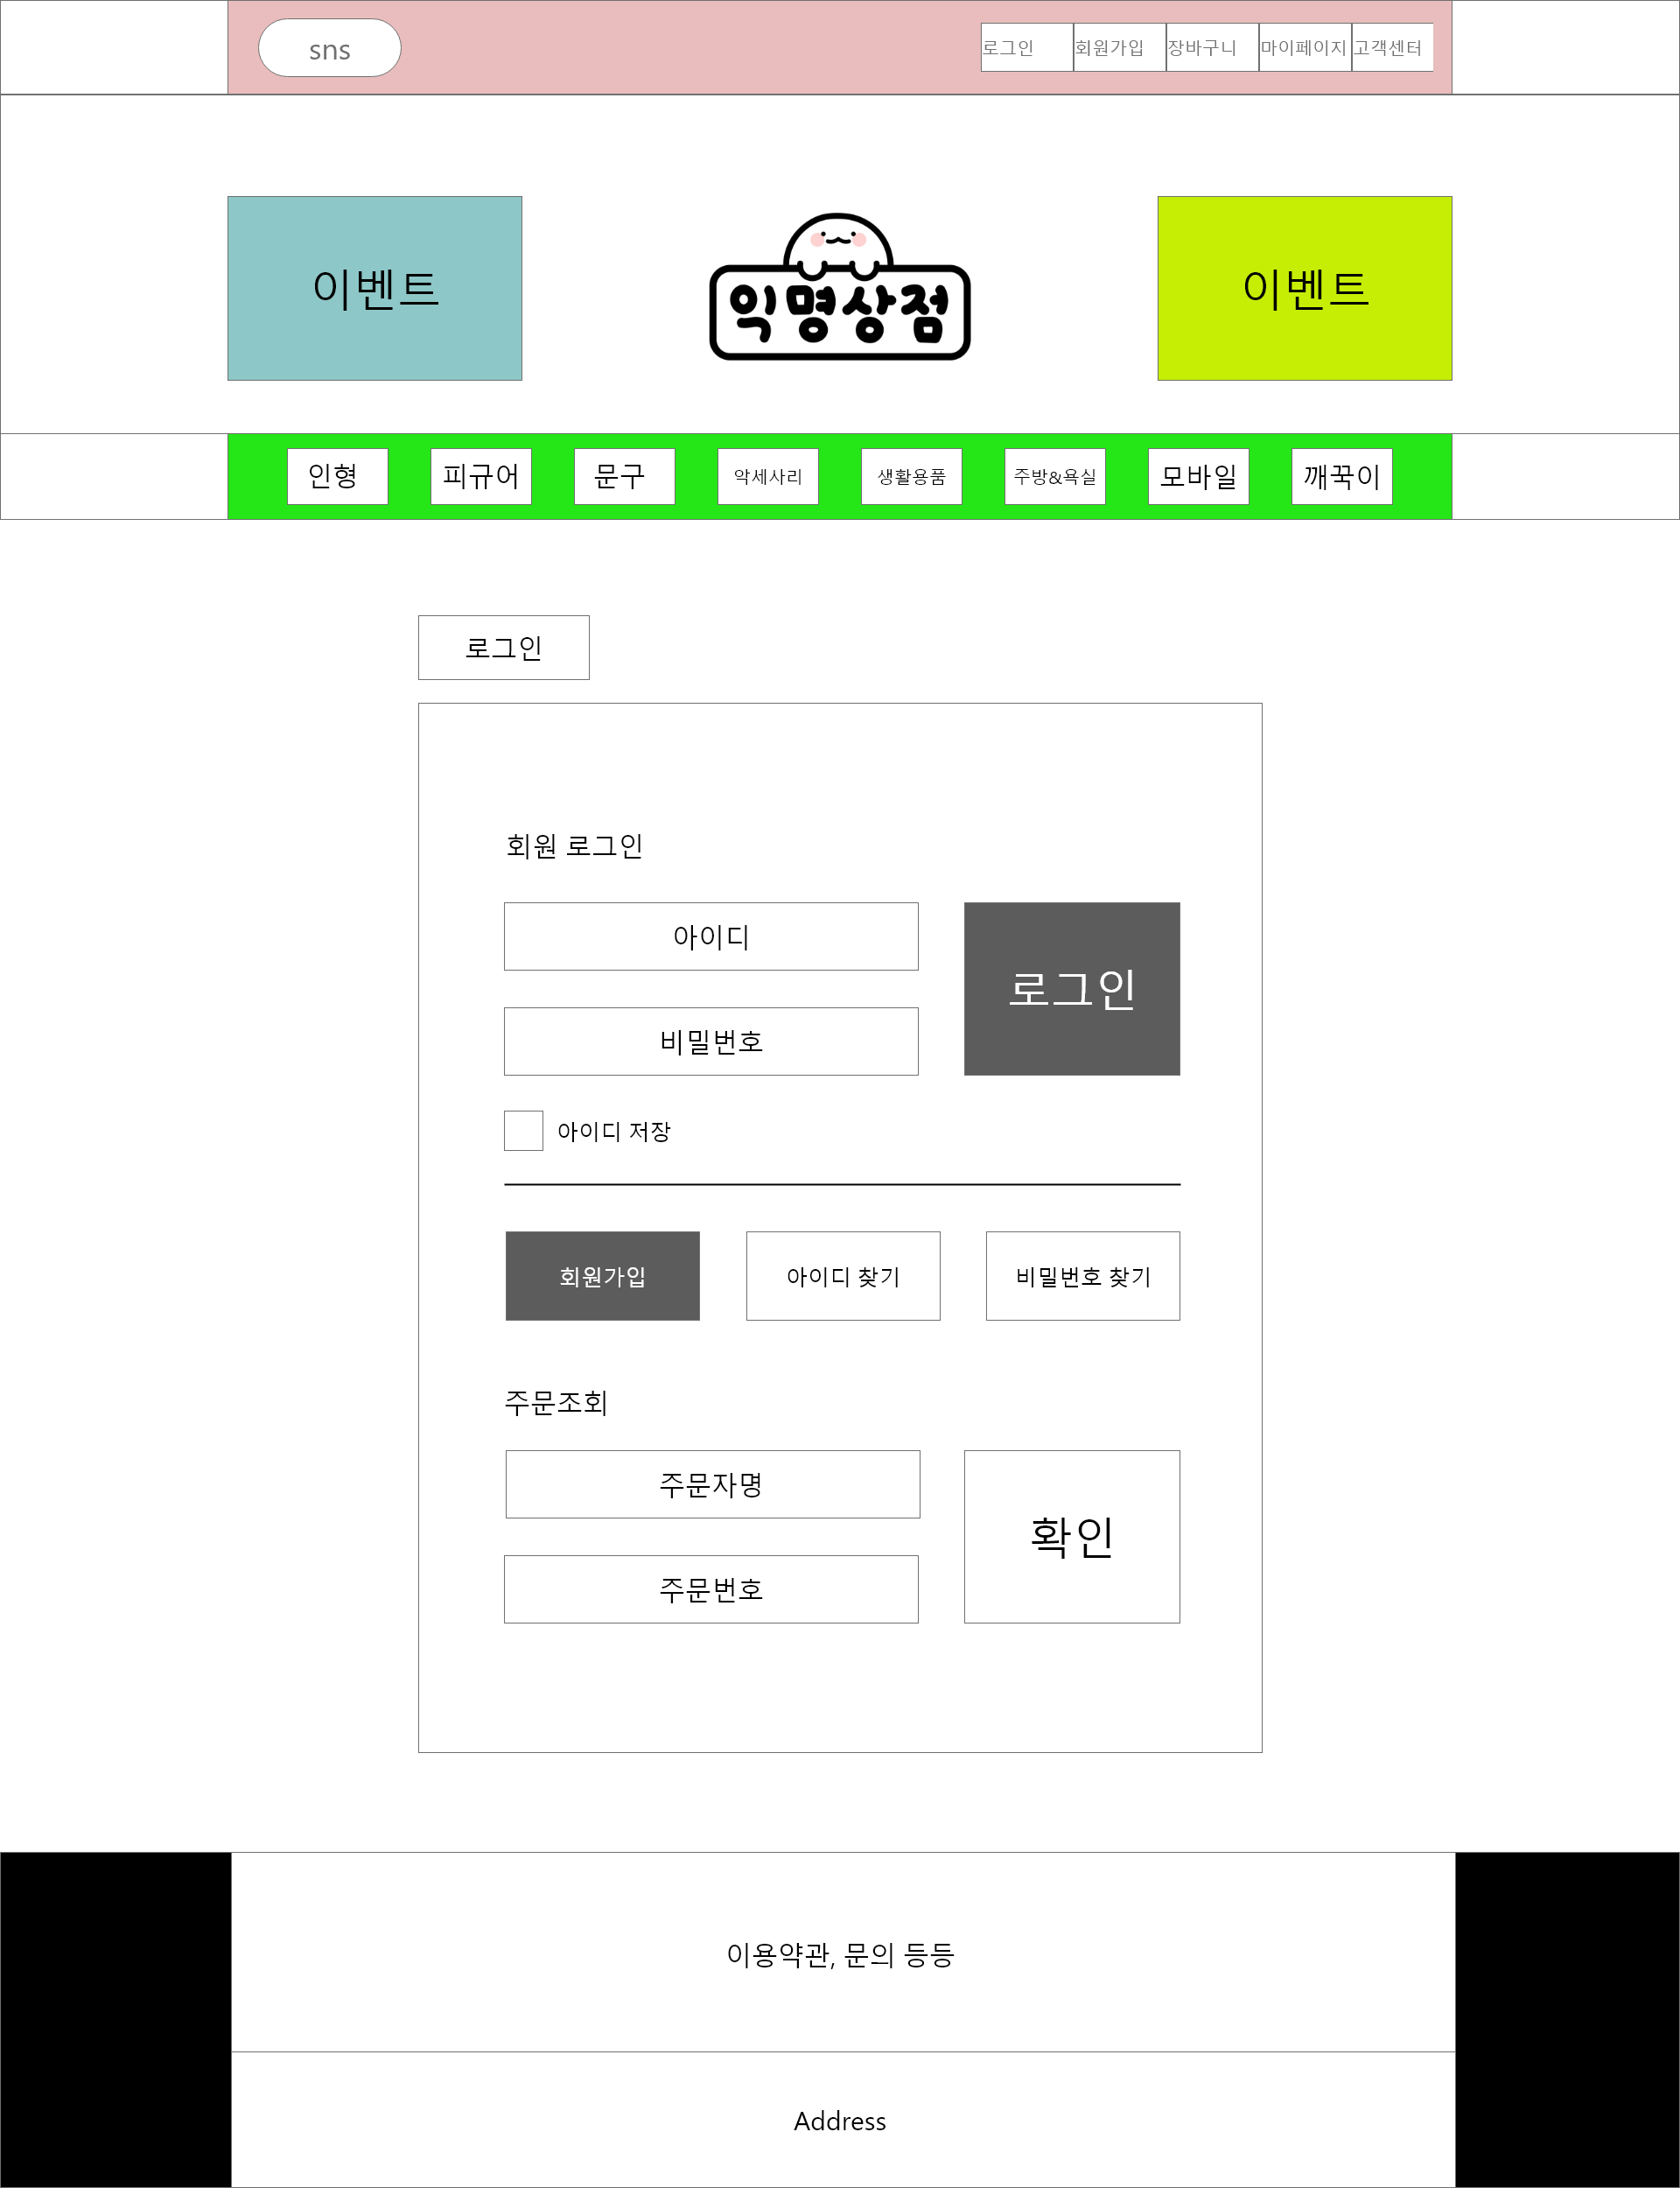 sns
로그인
회원가입
장바구니
마이페이지
고객센터
이벤트
익명상점
이벤트
인형
피규어
문구
악세사리
생활용품
주방&욕실
모바일
깨꾹이
로그인
회원 로그인
아이디
로그인
비밀번호
아이디 저장
회원가입
아이디 찾기
비밀번호 찾기
주문조회
주문자명
확인
주문번호
이용약관, 문의 등등
Address